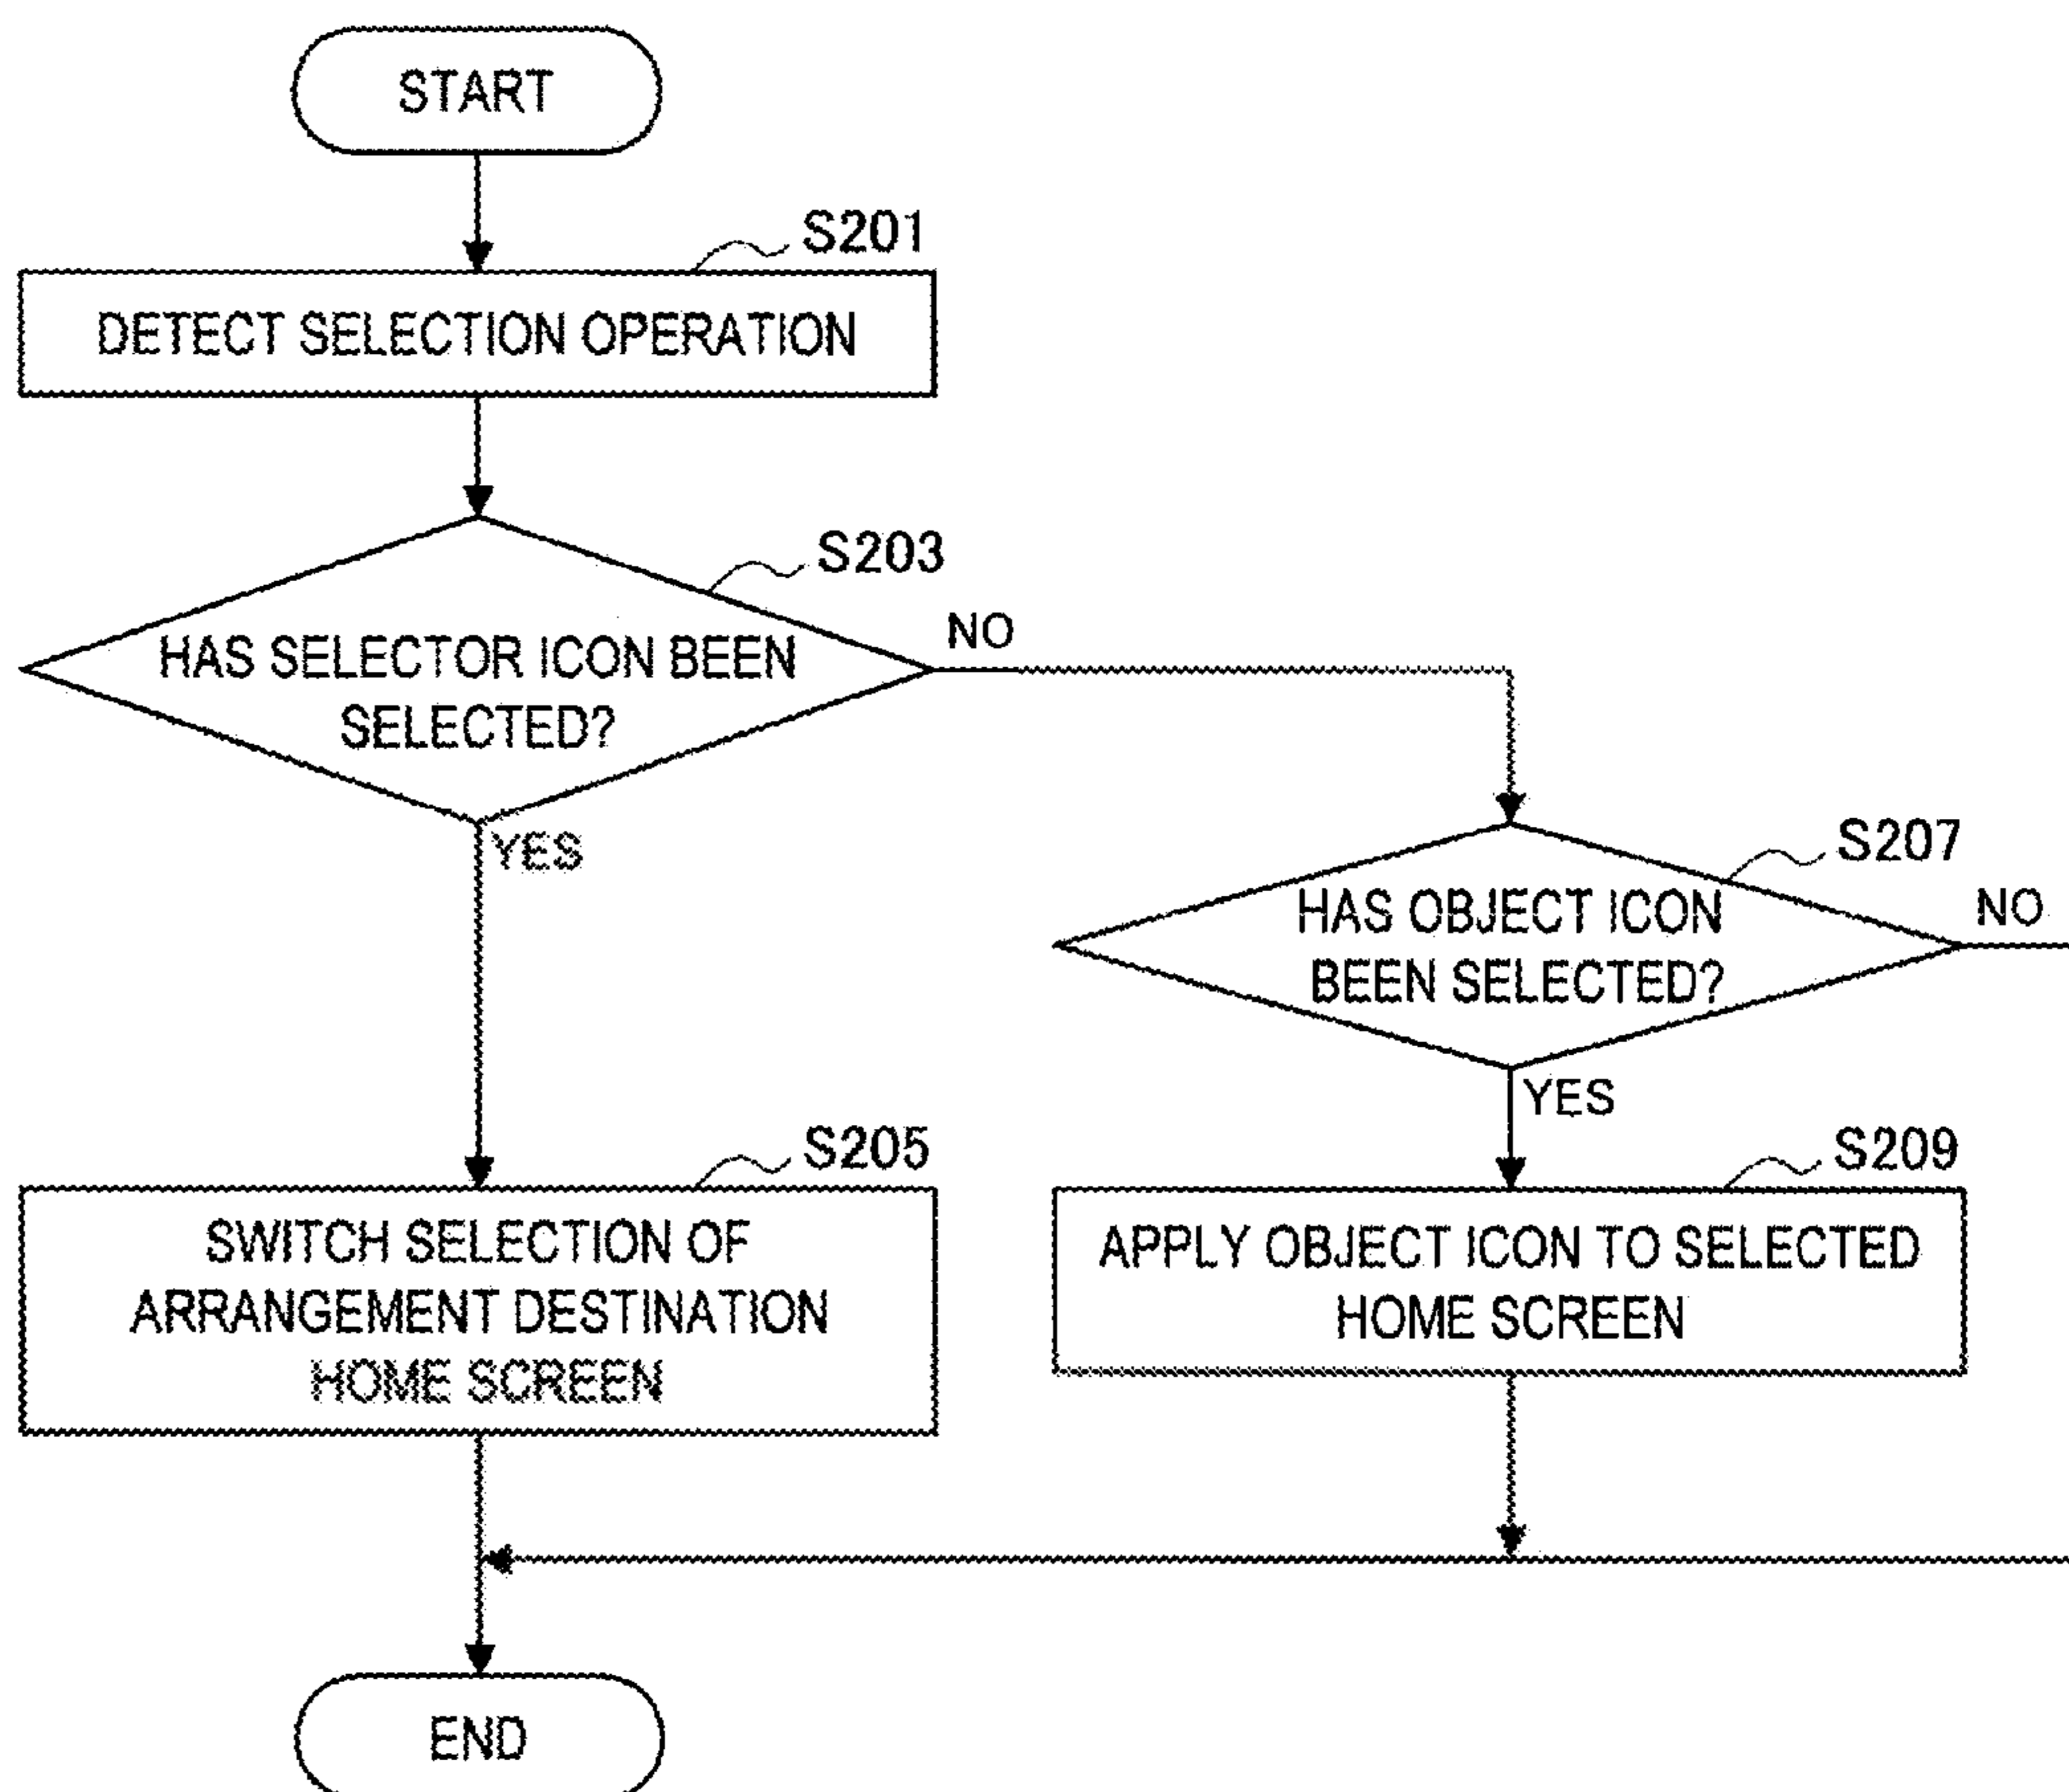 START
S201
DETECT SELECTION OPERATION
S203
HAS SELECTOR ICON BEEN
SELECTED?
NO
YES
S207
HAS OBJECT ICON
BEEN SELECTED?
NO
YES
S205
SWITCH SELECTION OF
ARRANGEMENT DESTINATION
HOME SCREEN
S209
APPLY OBJECT ICON TO SELECTED
HOME SCREEN
END